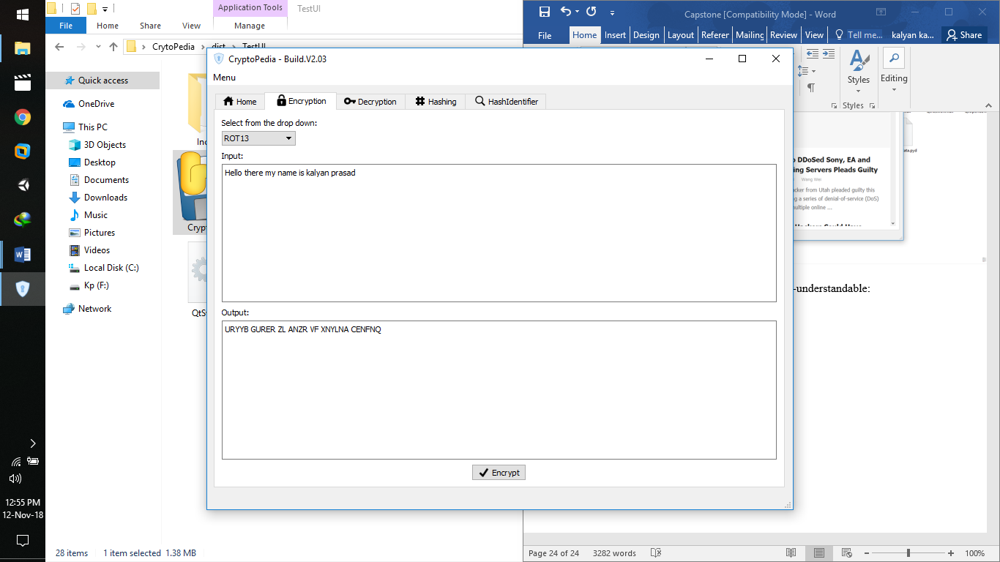 Application Tools
TestUI
File
Home
Share
View
Manage
CrytoPedia
dist
TestUI
Quick access
OneDrive
This PC
3D Objects
Desktop
Documents
Downloads
Music
Pictures
Videos
Local Disk (C:)
Kp (F:)
Network
28 items
1 item selected
1.38 MB
12:55 PM
12-Nov-18
CryptoPedia - Build.V2.03
Menu
Home
Encryption
Decryption
Hashing
HashIdentifier
Select from the drop down:
ROT13
Input:
Hello there my name is kalyan prasad
Output:
URYYB GURER ZL ANZR VF XNYLNA CENFNQ
Encrypt
Capstone [Compatibility Mode] - Word
File
Home
Insert
Design
Layout
Referer
Mailing
Review
View
Tell me...
kalyan ka...
Share
Styles
Editing
Styles
DDoSed Sony, EA and
ing Servers Pleads Guilty
Wang Wei
acker from Utah pleaded guilty this
ng a series of denial-of-service (DoS)
multiple online ...
-understandable:
Page 24 of 24
3282 words
100%